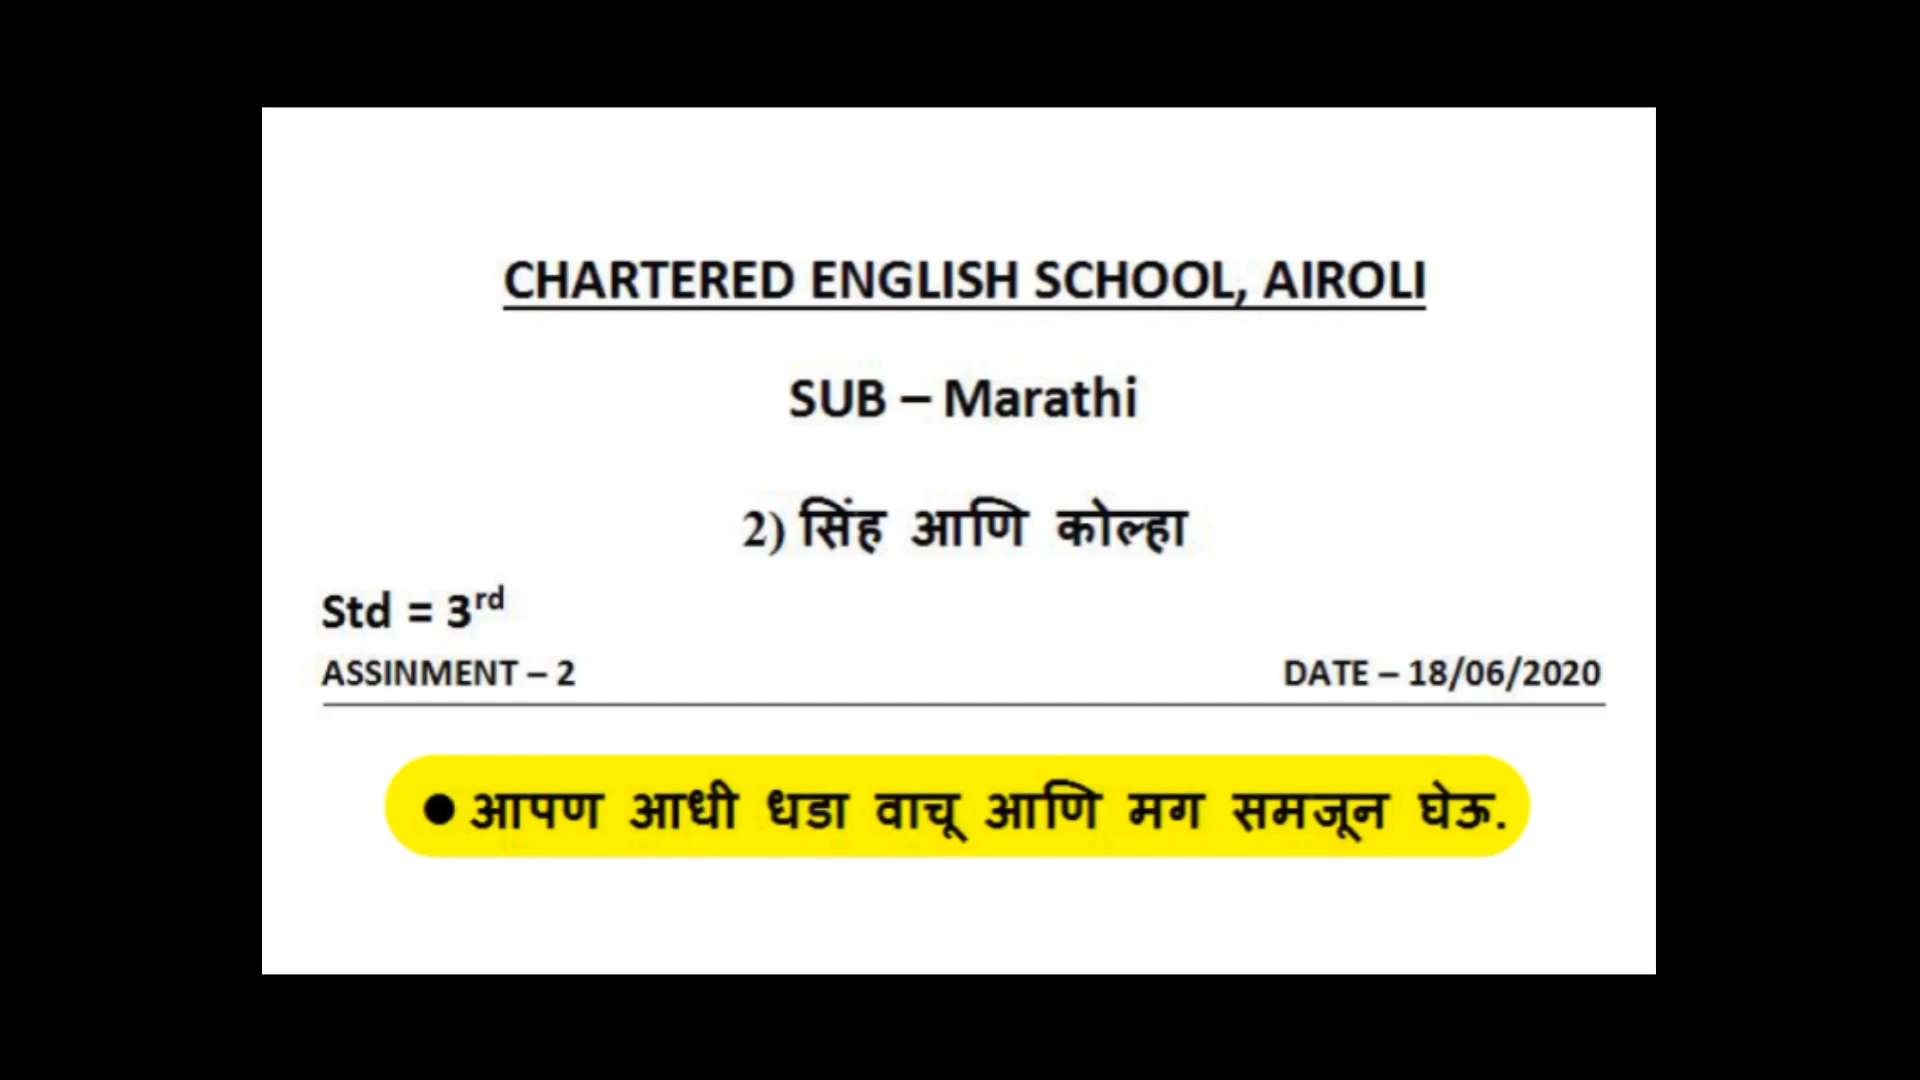 CHARTERED ENGLISH SCHOOL, AIROLI
SUB – Marathi
2) सिंह आणि कोल्हा
Std = 3rd
ASSINMENT – 2 DATE – 18/06/2020
● आपण आधी धडा वाचू आणि मग समजून घेऊ.